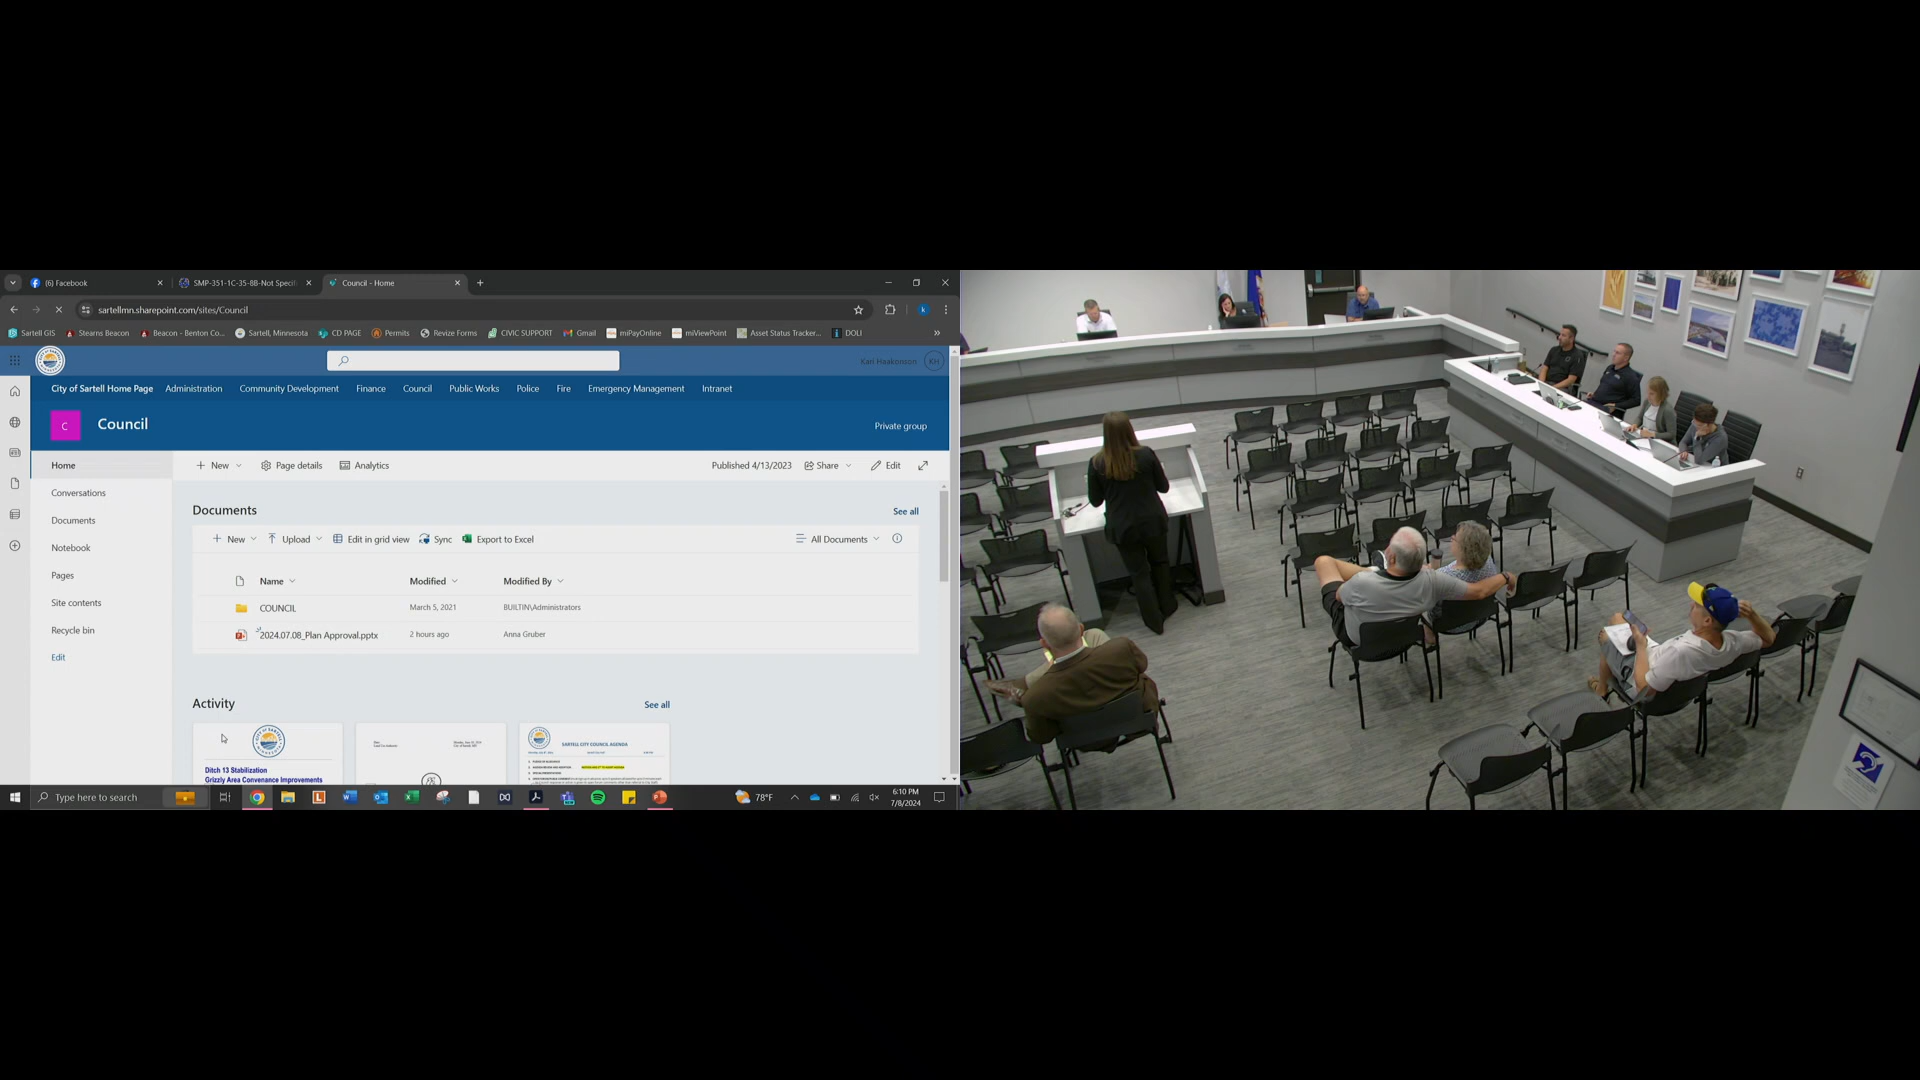 (6) Facebook
SMP-351-1C-35-8B-Not Specifi
Council - Home
sartellmn.sharepoint.com/sites/Council
Sartell GIS
Stearns Beacon
Beacon - Benton Co...
Sartell, Minnesota
CD PAGE
Permits
Revize Forms
CIVIC SUPPORT
Gmail
miPayOnline
miViewPoint
Asset Status Tracker...
DOLI
Kari Haakonson
KH
City of Sartell Home Page
Administration
Community Development
Finance
Council
Public Works
Police
Fire
Emergency Management
Intranet
C
Council
Private group
Home
Conversations
Documents
Notebook
Pages
Site contents
Recycle bin
Edit
New
Page details
Analytics
Published 4/13/2023
Share
Edit
Documents
See all
New
Upload
Edit in grid view
Sync
Export to Excel
All Documents
Name
Modified
Modified By
COUNCIL
March 5, 2021
BUILTIN\Administrators
2024.07.08_Plan Approval.pptx
2 hours ago
Anna Gruber
Activity
See all
Ditch 13 Stabilization
Grizzly Area Convenance Improvements
SARTELL CITY COUNCIL AGENDA
Type here to search
78°F
6:10 PM
7/8/2024